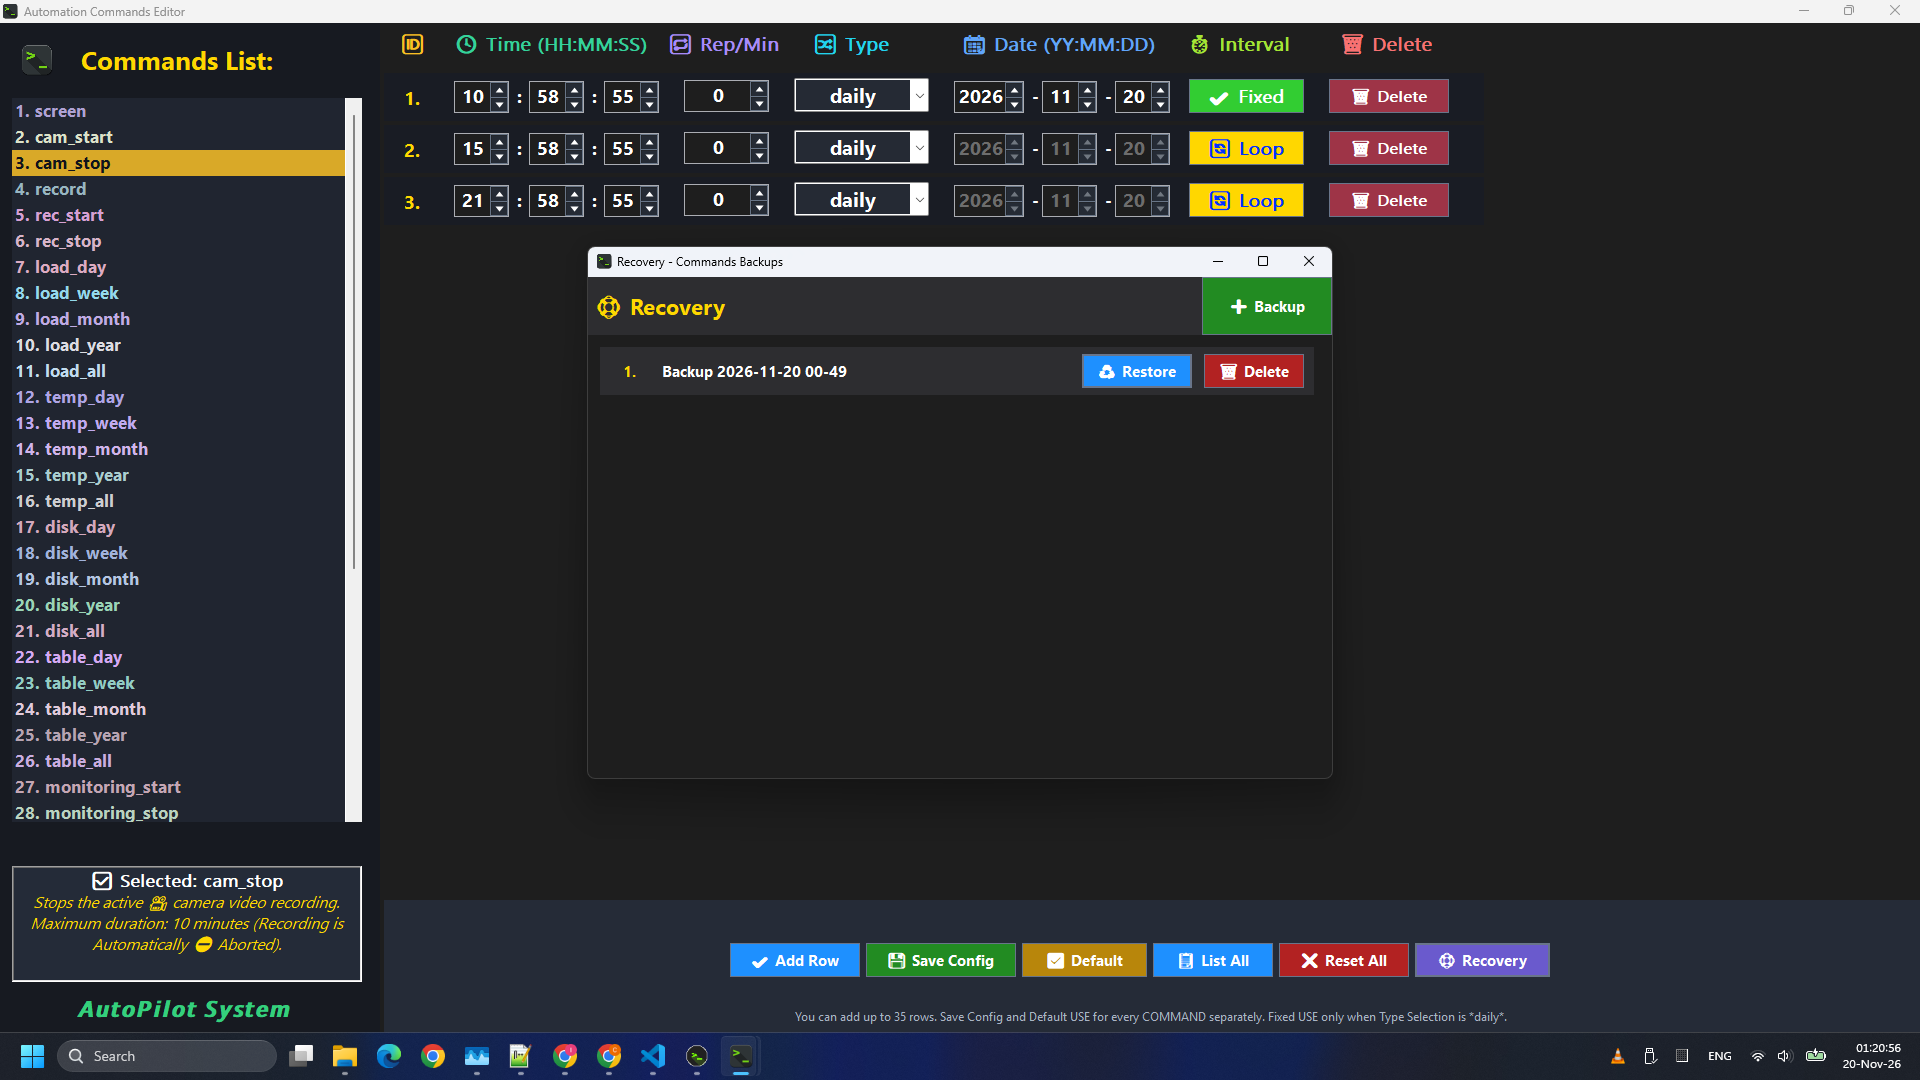 Automation Commands Editor
Commands List:
1. screen
2. cam_start
3. cam_stop
4. record
5. rec_start
6. rec_stop
7. load_day
8. load_week
9. load_month
10. load_year
11. load_all
12. temp_day
13. temp_week
14. temp_month
15. temp_year
16. temp_all
17. disk_day
18. disk_week
19. disk_month
20. disk_year
21. disk_all
22. table_day
23. table_week
24. table_month
25. table_year
26. table_all
27. monitoring_start
28. monitoring_stop
Selected: cam_stop
Stops the active camera video recording.
Maximum duration: 10 minutes (Recording is
Automatically Aborted).
AutoPilot System
ID Time (HH:MM:SS) Rep/Min Type Date (YY:MM:DD) Interval Delete
1. 10 : 58 : 55 0 daily 2026 - 11 - 20 Fixed Delete
2. 15 : 58 : 55 0 daily 2026 - 11 - 20 Loop Delete
3. 21 : 58 : 55 0 daily 2026 - 11 - 20 Loop Delete
Recovery - Commands Backups
Recovery Backup
1. Backup 2026-11-20 00-49 Restore Delete
Add Row Save Config Default List All Reset All Recovery
You can add up to 35 rows. Save Config and Default USE for every COMMAND separately. Fixed USE only when Type Selection is *daily*.
Search
ENG
01:20:56
20-Nov-26